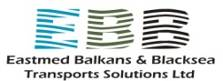 EBB
Eastmed Balkans & Blacksea
Transports Solutions Ltd